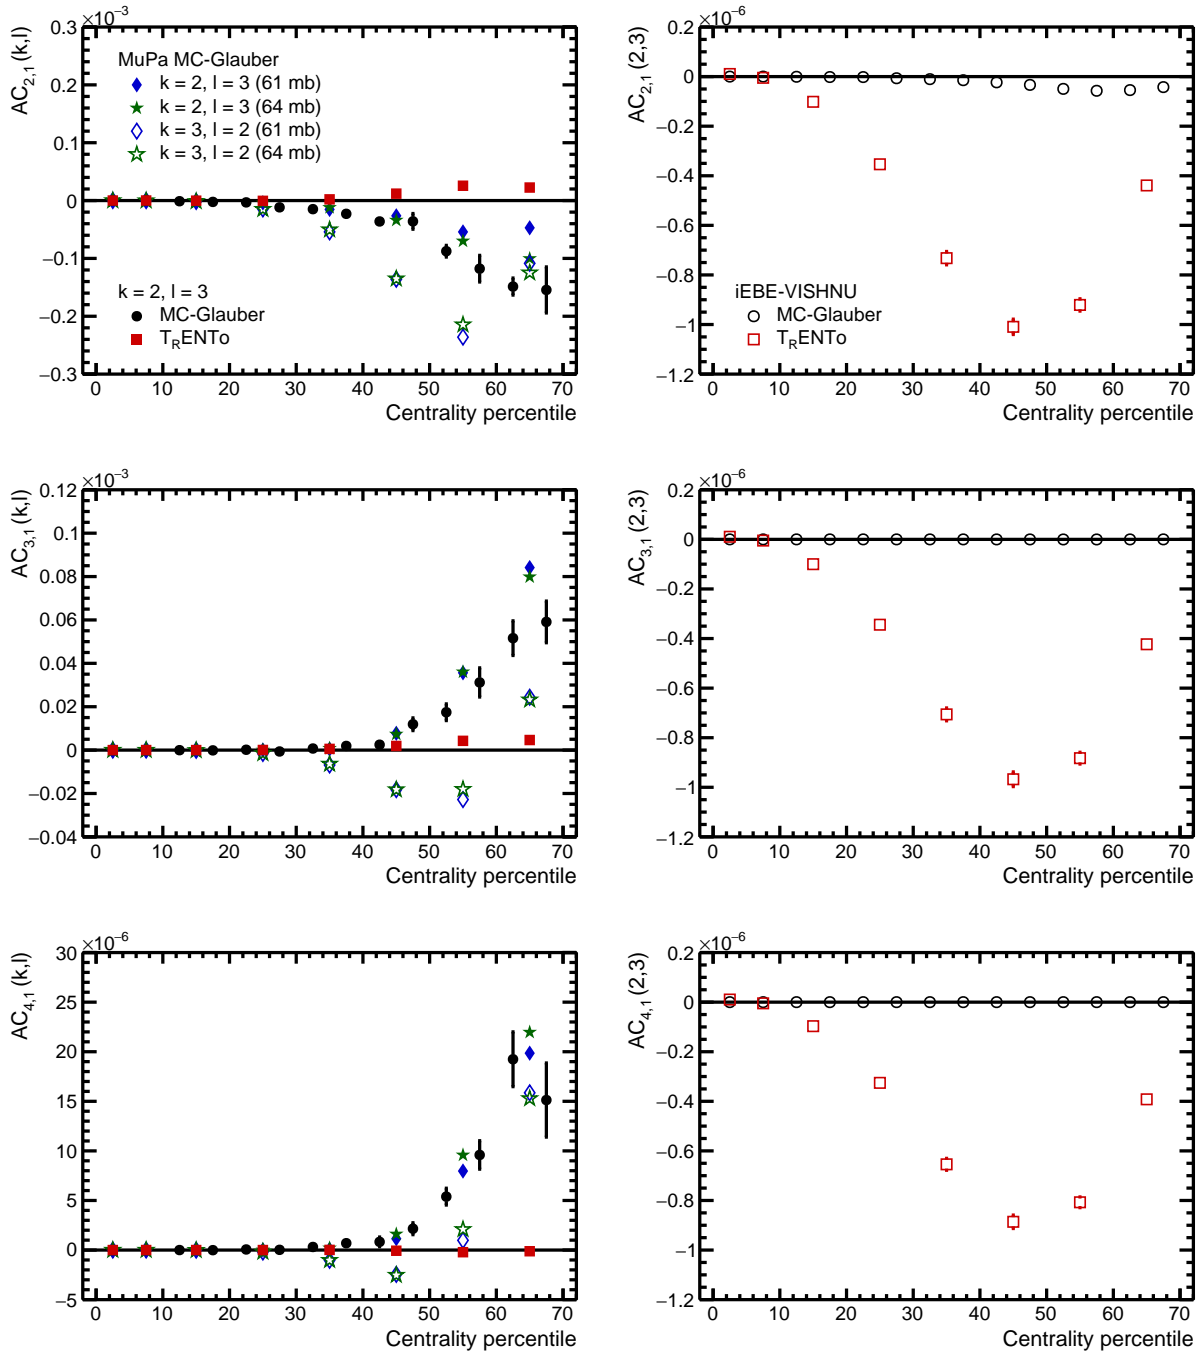 ×10⁻³
AC₂,₁ (k,l)
0.3
0.2
0.1
0
−0.1
−0.2
−0.3
MuPa MC-Glauber
k = 2, l = 3 (61 mb)
k = 2, l = 3 (64 mb)
k = 3, l = 2 (61 mb)
k = 3, l = 2 (64 mb)
k = 2, l = 3
MC-Glauber
TRENTo
0 10 20 30 40 50 60 70
Centrality percentile
×10⁻⁶
AC₂,₁ (2,3)
0.2
0
−0.2
−0.4
−0.6
−0.8
−1
−1.2
iEBE-VISHNU
MC-Glauber
TRENTo
0 10 20 30 40 50 60 70
Centrality percentile
×10⁻³
AC₃,₁ (k,l)
0.12
0.1
0.08
0.06
0.04
0.02
0
−0.02
−0.04
0 10 20 30 40 50 60 70
Centrality percentile
×10⁻⁶
AC₃,₁ (2,3)
0.2
0
−0.2
−0.4
−0.6
−0.8
−1
−1.2
0 10 20 30 40 50 60 70
Centrality percentile
×10⁻⁶
AC₄,₁ (k,l)
30
25
20
15
10
5
0
−5
0 10 20 30 40 50 60 70
Centrality percentile
×10⁻⁶
AC₄,₁ (2,3)
0.2
0
−0.2
−0.4
−0.6
−0.8
−1
−1.2
0 10 20 30 40 50 60 70
Centrality percentile